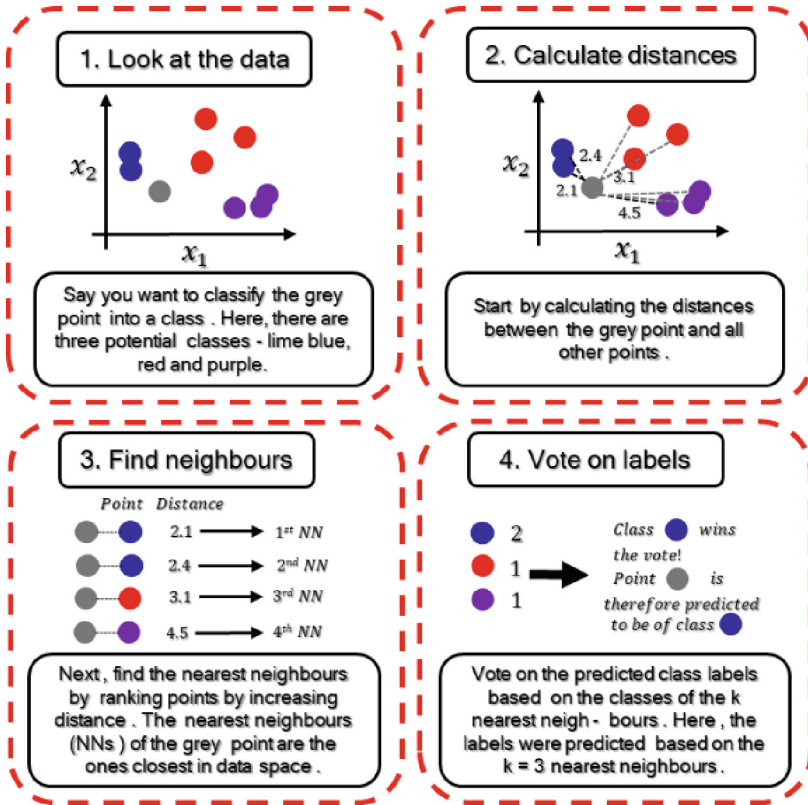 1. Look at the data
x₂
x₁
Say you want to classify the grey
point into a class . Here, there are
three potential classes - lime blue,
red and purple.
2. Calculate distances
x₂
2.4
3.1
2.1
4.5
x₁
Start by calculating the distances
between the grey point and all
other points .
3. Find neighbours
Point Distance
2.1 1st NN
2.4 2nd NN
3.1 3rd NN
4.5 4th NN
Next , find the nearest neighbours
by ranking points by increasing
distance . The nearest neighbours
(NNs ) of the grey point are the
ones closest in data space .
4. Vote on labels
2
1
1
Class wins
the vote!
Point is
therefore predicted
to be of class
Vote on the predicted class labels
based on the classes of the k
nearest neigh - bours . Here , the
labels were predicted based on the
k = 3 nearest neighbours .